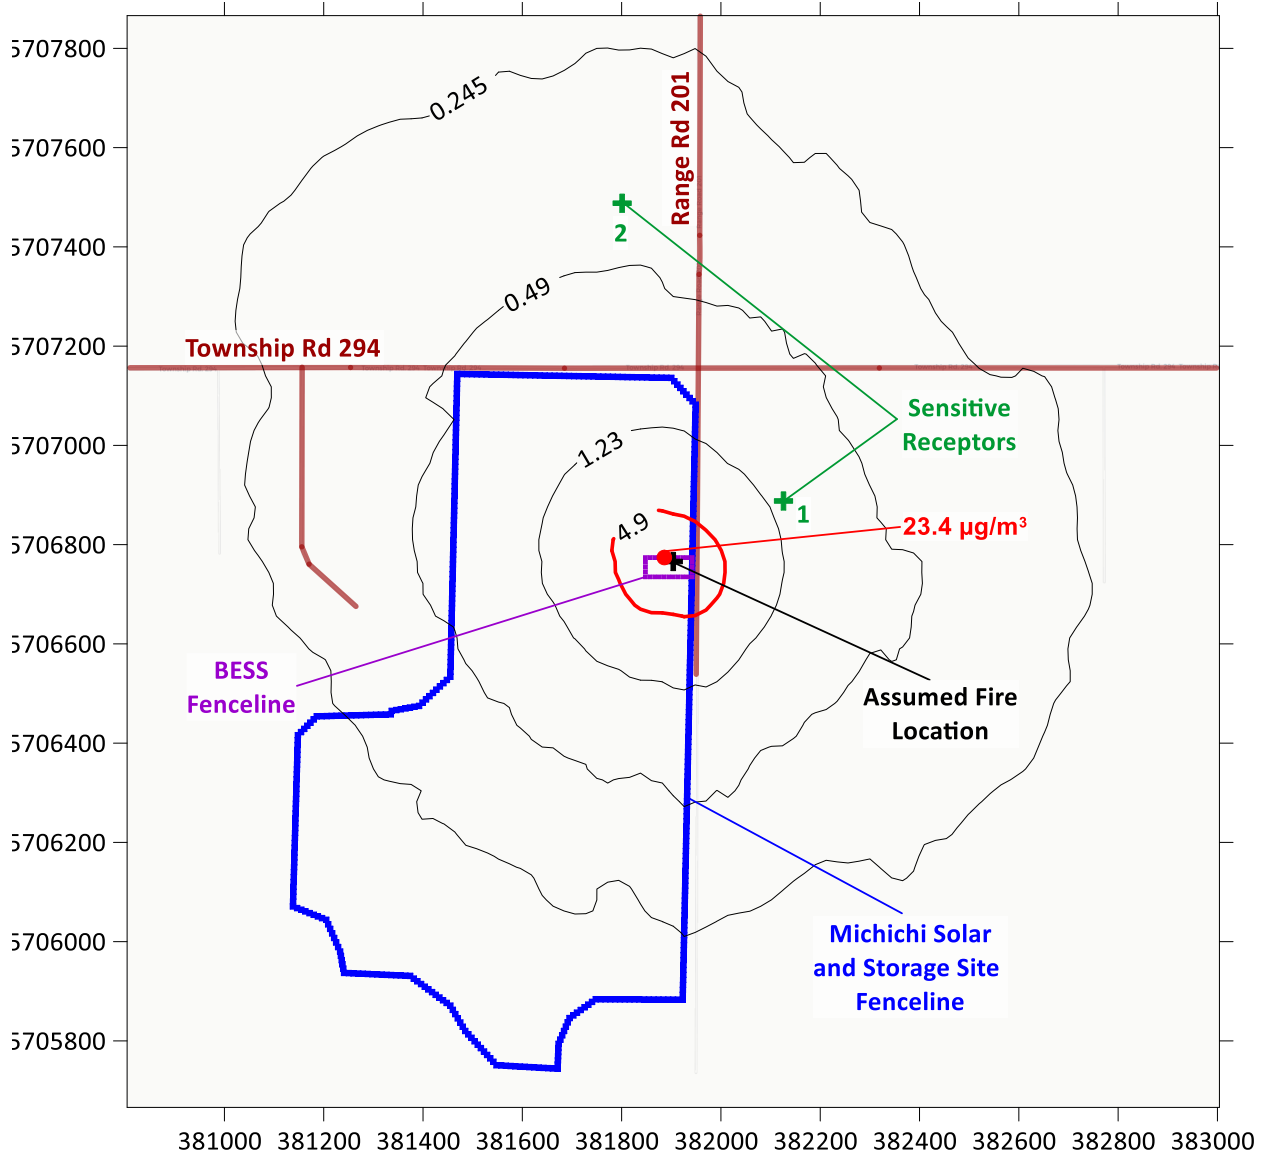 5707800
5707600
5707400
5707200
5707000
5706800
5706600
5706400
5706200
5706000
5705800
0.245
Range Rd 201
2
0.49
Township Rd 294
Sensitive
Receptors
1.23
1
4.9
23.4 µg/m³
BESS
Fenceline
Assumed Fire
Location
Michichi Solar
and Storage Site
Fenceline
381000 381200 381400 381600 381800 382000 382200 382400 382600 382800 383000